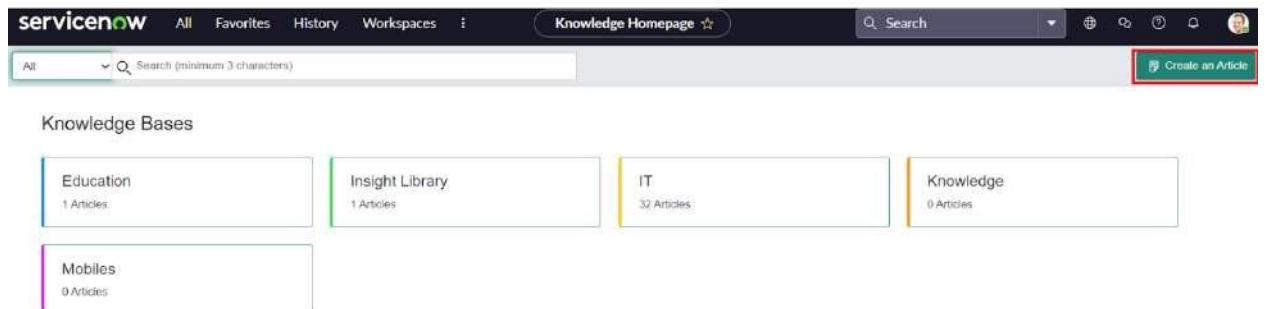 servicenow All Favorites History Workspaces Knowledge Homepage Search
All Search (minimum 3 characters) Create an Article
Knowledge Bases
Education Insight Library IT Knowledge
1 Articles 1 Articles 32 Articles 0 Articles
Mobiles
0 Articles